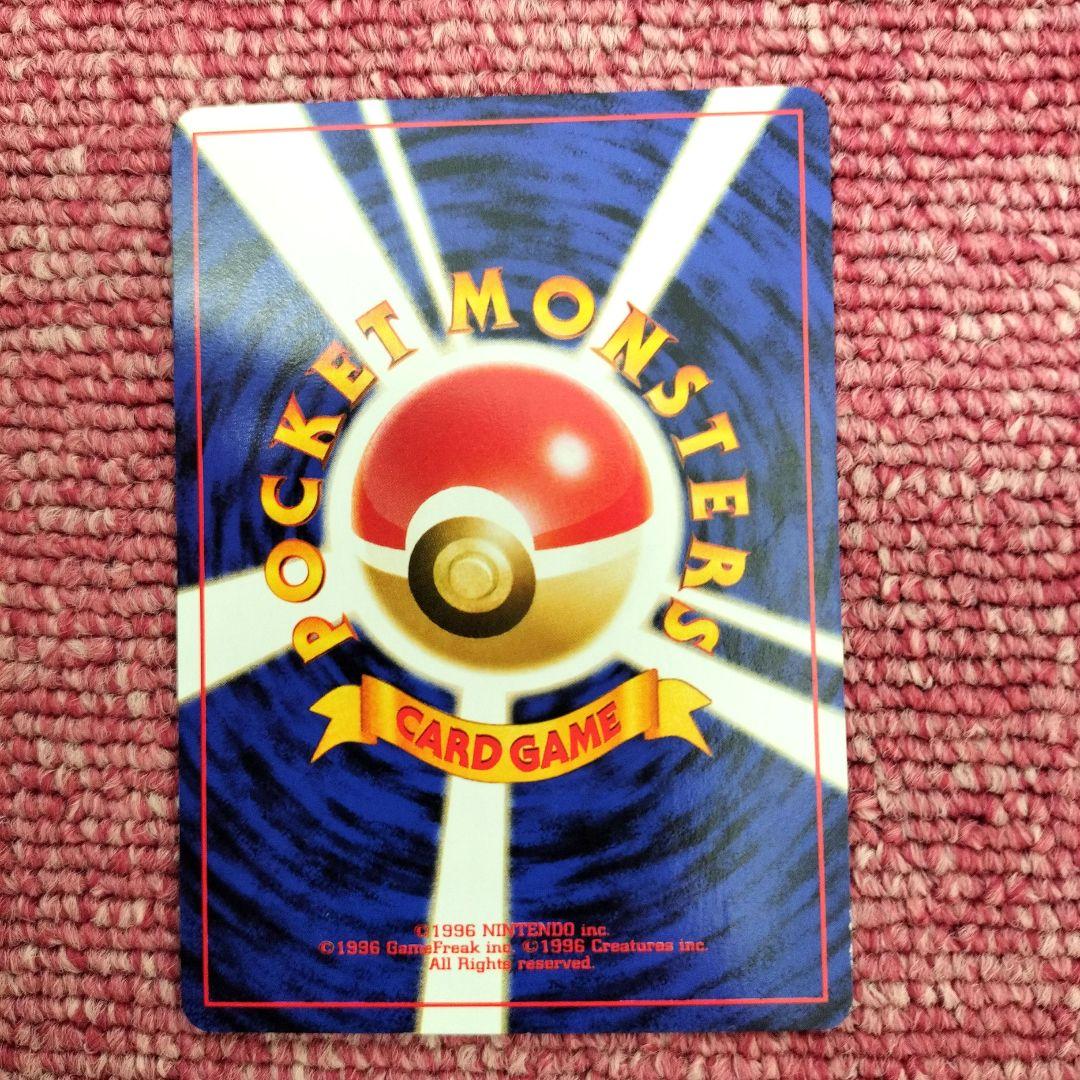 POCKET MONSTERS
CARD GAME
©1996 NINTENDO inc.
©1996 GameFreak inc. ©1996 Creatures inc.
All Rights reserved.